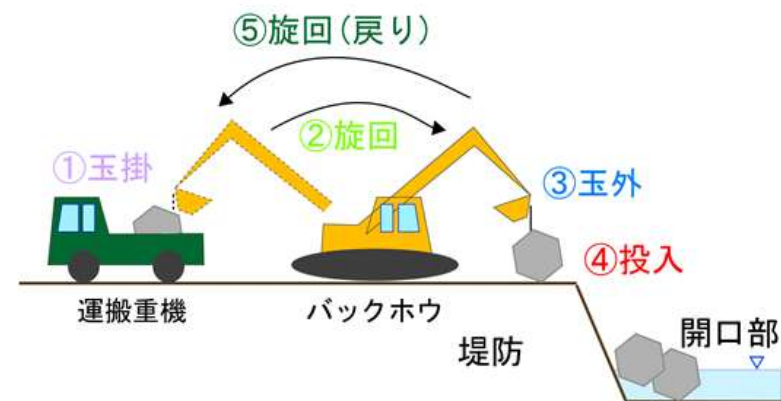 ⑤旋回(戻り)
②旋回
①玉掛
③玉外
④投入
運搬重機
バックホウ
堤防
開口部